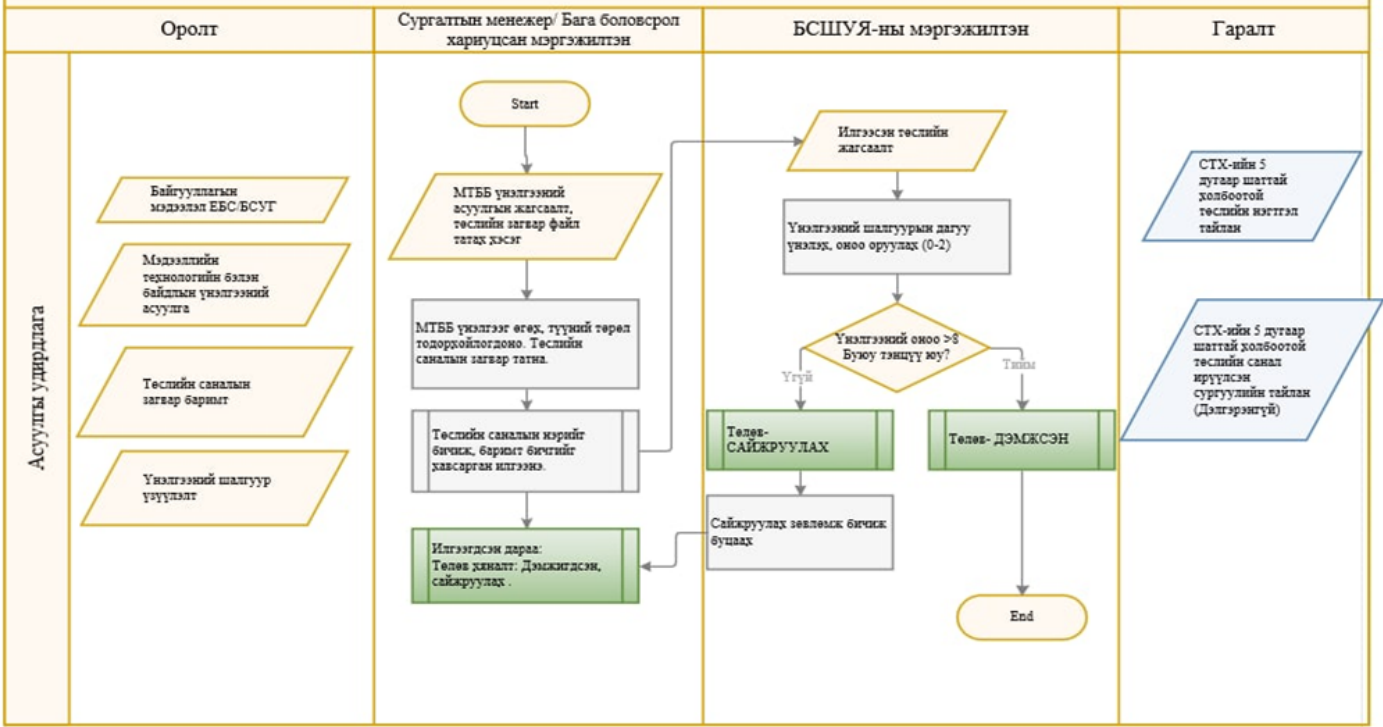 Оролт
Сургалтын менежер/ Бага боловсрол
хариуцсан мэргэжилтэн
БСШУЯ-ны мэргэжилтэн
Гаралт
Асуулгы удирдлага
Байгууллагын
мэдээлэл ЕБС/БСУГ
Мэдээллийн
технологийн бэлэн
байдлын үнэлгээний
асуулга
Төслийн саналын
загвар баримт
Үнэлгээний шалгуур
үзүүлэлт
Start
МТББ үнэлгээний
асуулгын жагсаалт,
төслийн загвар файл
татах хэсэг
МТББ үнэлгээг өгөх, түүний төрөл
тодорхойлогдоно. Төслийн
саналын загвар татна.
Төслийн саналын нэрийг
бичиж, баримт бичгийг
хавсарган илгээнэ.
Илгээгдсэн дараа:
Төлөв хяналт: Дэмжигдсэн,
сайжруулах .
Илгээсэн төслийн
жагсаалт
Үнэлгээний шалгуурын дагуу
үнэлэх, оноо оруулах (0-2)
Үнэлгээний оноо >8
Буюу тэнцүү юу?
Үгүй
Тийм
Төлөв-
САЙЖРУУЛАХ
Төлөв- ДЭМЖСЭН
Сайжруулах зөвлөмж бичиж
буцаах
End
СТХ-ийн 5
дугаар шаттай
холбоотой
төслийн нэгтгэл
тайлан
СТХ-ийн 5 дугаар
шаттай холбоотой
төслийн санал
ирүүлсэн
сургуулийн тайлан
(Дэлгэрэнгүй)